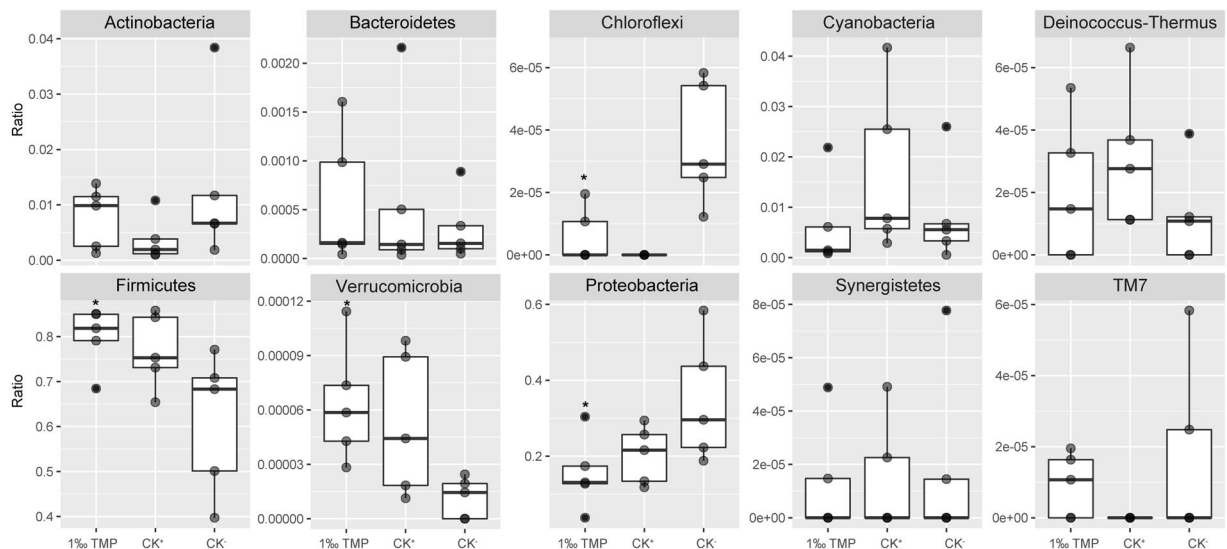 Actinobacteria Bacteroidetes Chloroflexi Cyanobacteria Deinococcus-Thermus
Ratio
0.04
0.03
0.02
0.01
0.00
0.0020
0.0015
0.0010
0.0005
0.0000
6e-05
4e-05
2e-05
0e+00
*
0.04
0.03
0.02
0.01
0.00
6e-05
4e-05
2e-05
0e+00
Firmicutes Verrucomicrobia Proteobacteria Synergistetes TM7
Ratio
0.8
0.7
0.6
0.5
0.4
*
0.00012
0.00009
0.00006
0.00003
0.00000
*
0.6
0.4
0.2
0.0
*
8e-05
6e-05
4e-05
2e-05
0e+00
6e-05
4e-05
2e-05
0e+00
1‰ TMP CK⁺ CK⁻ 1‰ TMP CK⁺ CK⁻ 1‰ TMP CK⁺ CK⁻ 1‰ TMP CK⁺ CK⁻ 1‰ TMP CK⁺ CK⁻